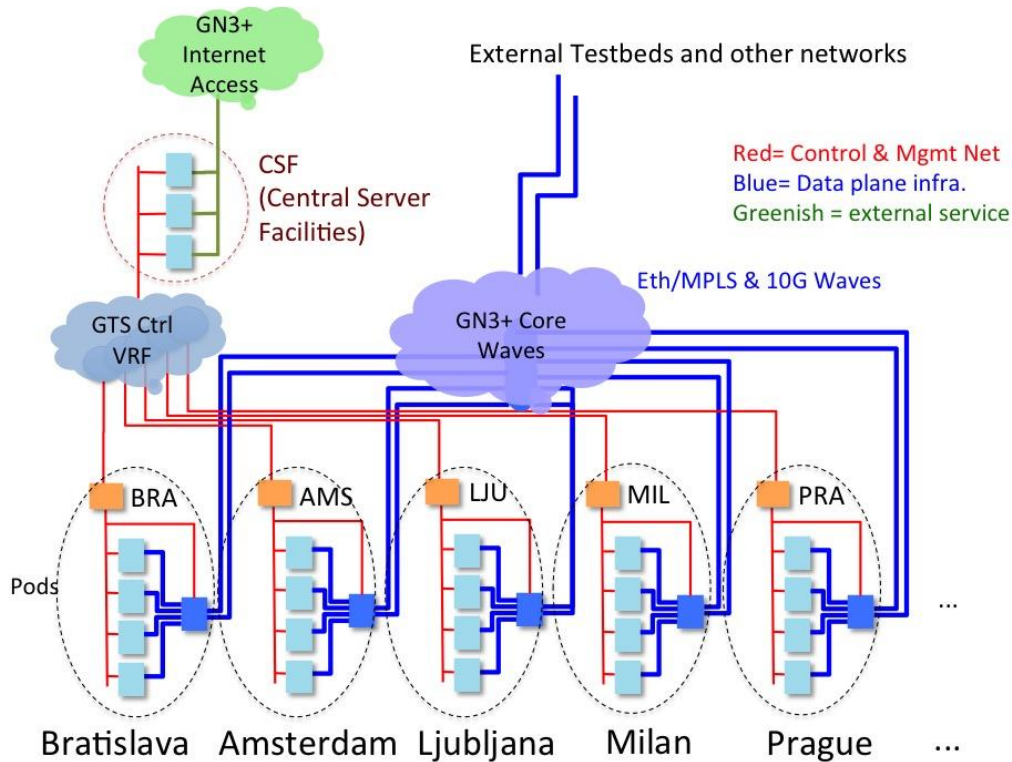 GN3+
Internet
Access
External Testbeds and other networks
CSF
(Central Server
Facilities)
Red= Control & Mgmt Net
Blue= Data plane infra.
Greenish = external service
Eth/MPLS & 10G Waves
GTS Ctrl
VRF
GN3+ Core
Waves
BRA
AMS
LJU
MIL
PRA
Pods
...
Bratislava
Amsterdam
Ljubljana
Milan
Prague
...